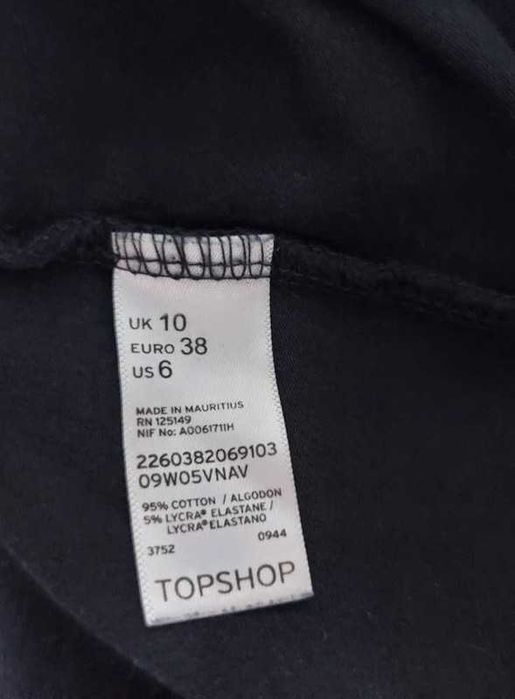 UK 10
EURO 38
US 6
MADE IN MAURITIUS
RN 125149
NIF No: A0061711H
2260382069103
09W05VNAV
95% COTTON / ALGODON
5% LYCRA® ELASTANE /
LYCRA® ELASTANO
3752 0944
TOPSHOP